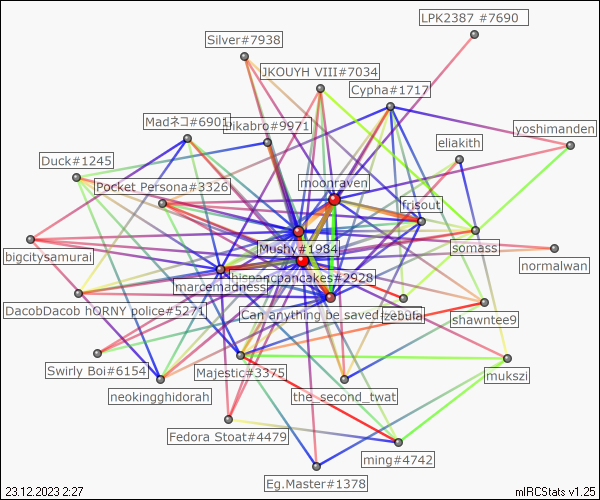 LPK2387 #7690
Silver#7938
JKOUYH VIII#7034
Cypha#1717
Madネコ#6901
Jikabro#9971
yoshimanden
eliakith
Duck#1245
Pocket Persona#3326
moonraven
frisout
Mushy#1984
somass
bigcitysamurai
normalwan
hispancpancakes#2928
marcemadness
DacobDacob hORNY police#5271
Can anything be saved
zebula
shawntee9
Swirly Boi#6154
Majestic#3375
mukszi
neokingghidorah
the_second_twat
Fedora Stoat#4479
ming#4742
Eg.Master#1378
23.12.2023 2:27
mIRCStats v1.25